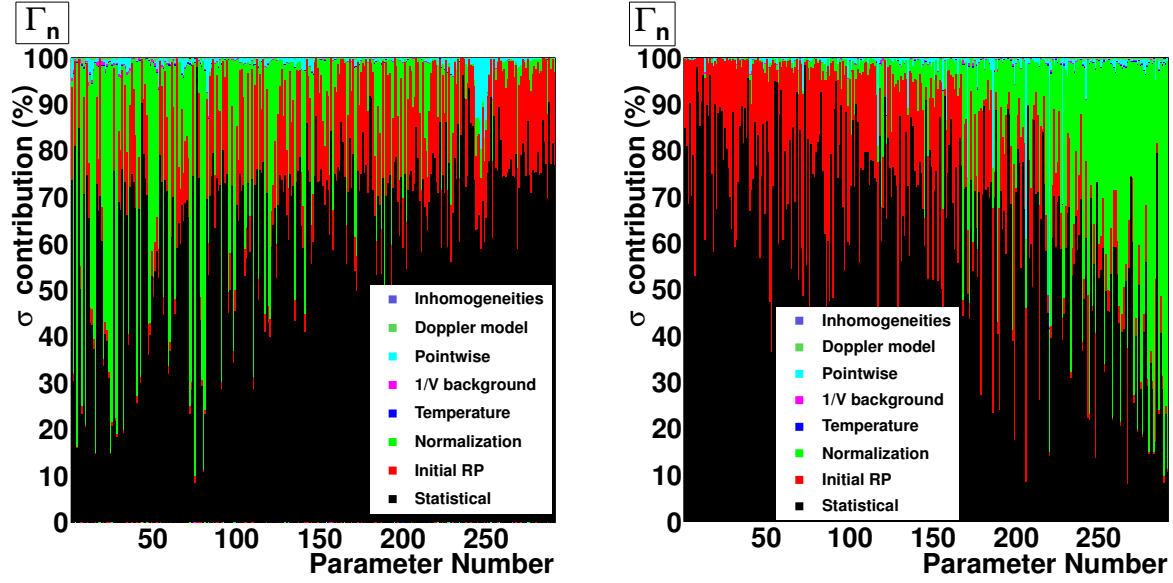 Γn
σ contribution (%)
100
90
80
70
60
50
40
30
20
10
0
Inhomogeneities
Doppler model
Pointwise
1/V background
Temperature
Normalization
Initial RP
Statistical
50 100 150 200 250
Parameter Number
Γn
σ contribution (%)
100
90
80
70
60
50
40
30
20
10
0
Inhomogeneities
Doppler model
Pointwise
1/V background
Temperature
Normalization
Initial RP
Statistical
50 100 150 200 250
Parameter Number